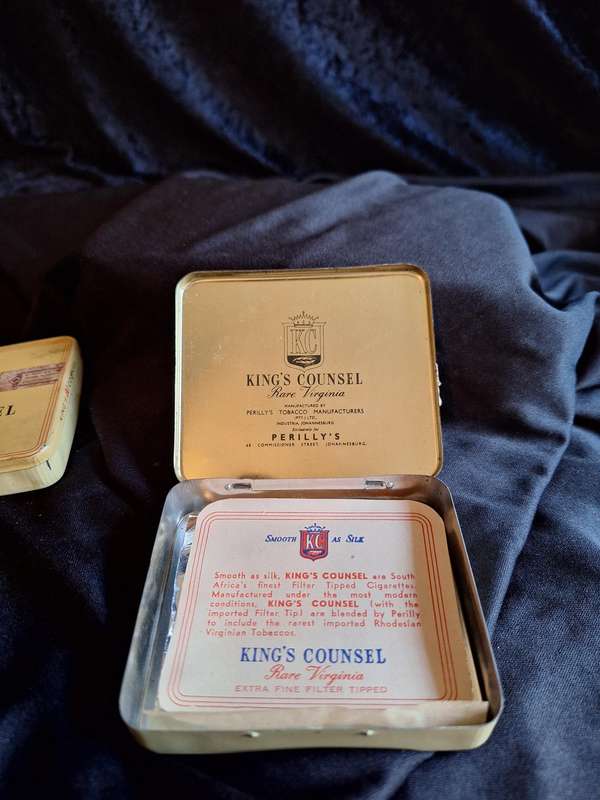 KC
KING'S COUNSEL
Rare Virginia
MANUFACTURED BY
PERILLY'S TOBACCO MANUFACTURERS
(PTY.) LTD.,
INDUSTRIA, JOHANNESBURG.
Exclusively for
PERILLY'S
COMMISSIONER STREET, JOHANNESBURG.
EL
SMOOTH KC AS SILK
Smooth as silk, KING'S COUNSEL are South
Africa's finest Filter Tipped Cigarettes.
Manufactured under the most modern
conditions, KING'S COUNSEL (with the
imported Filter Tip) are blended by Perilly
to include the rarest imported Rhodesian
Virginian Tobaccos.
KING'S COUNSEL
Rare Virginia
EXTRA FINE FILTER TIPPED